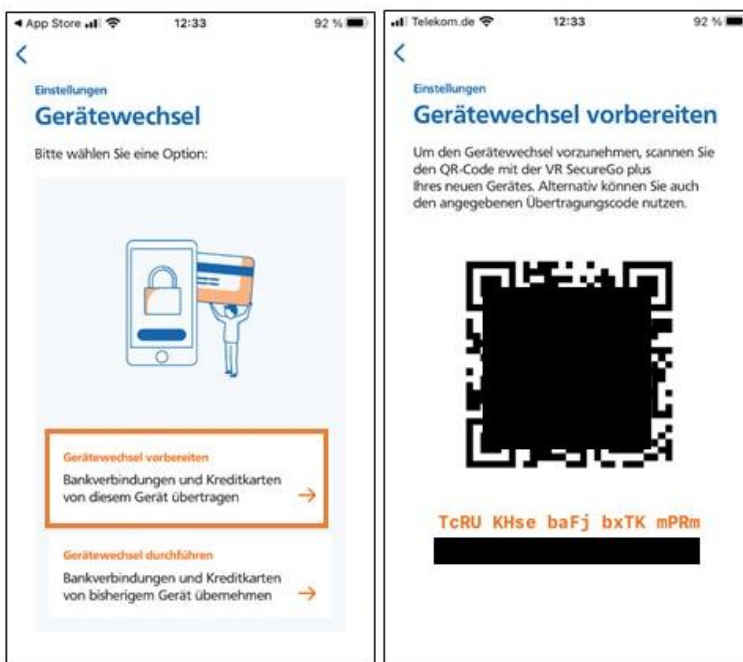 App Store
12:33
92 %
Einstellungen
Gerätewechsel
Bitte wählen Sie eine Option:
Gerätewechsel vorbereiten
Bankverbindungen und Kreditkarten
von diesem Gerät übertragen
Gerätewechsel durchführen
Bankverbindungen und Kreditkarten
von bisherigem Gerät übernehmen
Telekom.de
12:33
92 %
Einstellungen
Gerätewechsel vorbereiten
Um den Gerätewechsel vorzunehmen, scannen Sie
den QR-Code mit der VR SecureGo plus
Ihres neuen Gerätes. Alternativ können Sie auch
den angegebenen Übertragungscode nutzen.
TcRU KHse baFj bxTK mPRm